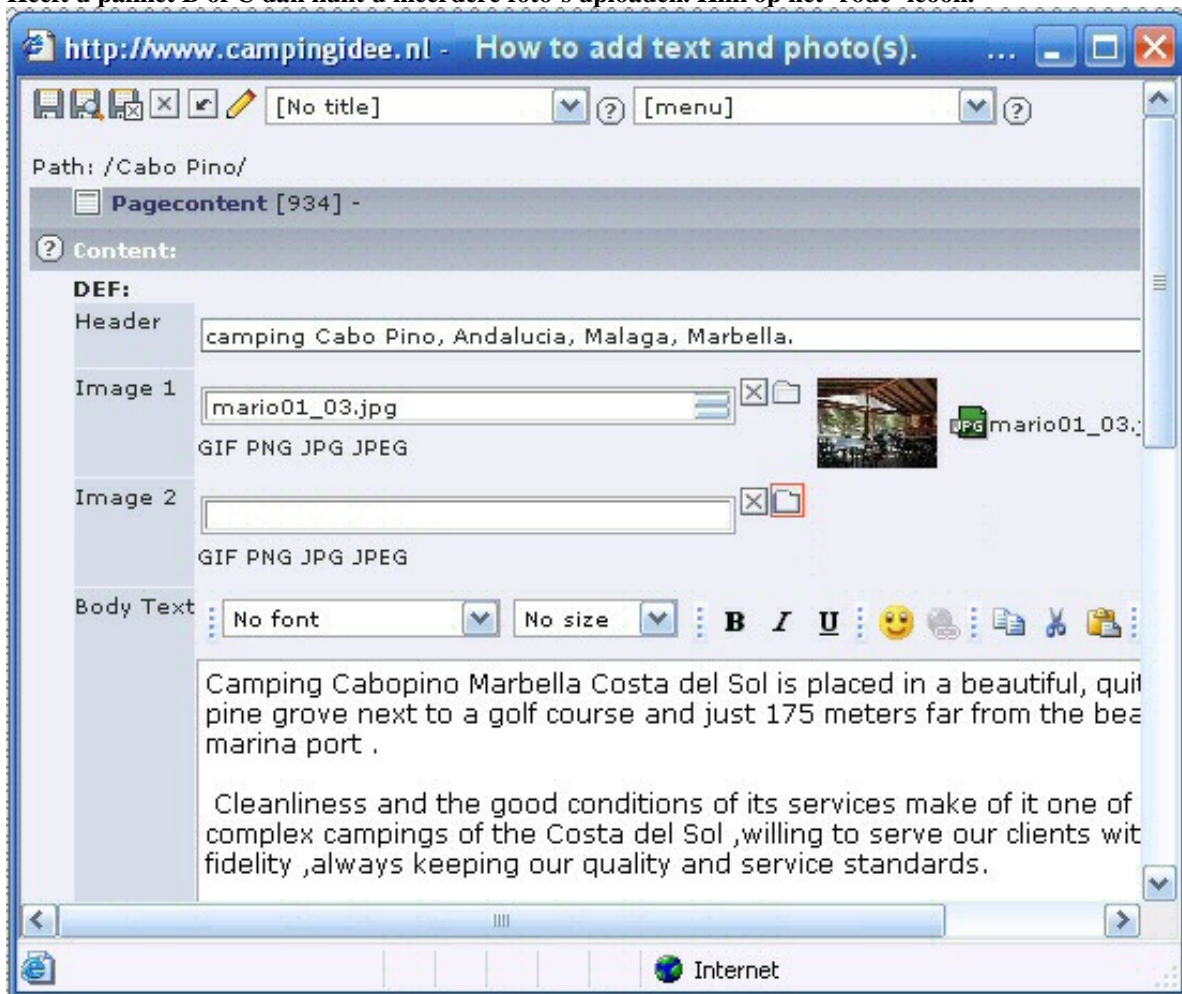 http://www.campingidee.nl - How to add text and photo(s). ...
[No title] ? [menu] ?
Path: /Cabo Pino/
Pagecontent [934] -
? Content:
DEF:
Header
camping Cabo Pino, Andalucia, Malaga, Marbella.
Image 1
mario01_03.jpg
JPG mario01_03.
GIF PNG JPG JPEG
Image 2
GIF PNG JPG JPEG
Body Text
No font No size B I U
Camping Cabopino Marbella Costa del Sol is placed in a beautiful, quit
pine grove next to a golf course and just 175 meters far from the bea
marina port .
Cleanliness and the good conditions of its services make of it one of
complex campings of the Costa del Sol ,willing to serve our clients wit
fidelity ,always keeping our quality and service standards.
Internet